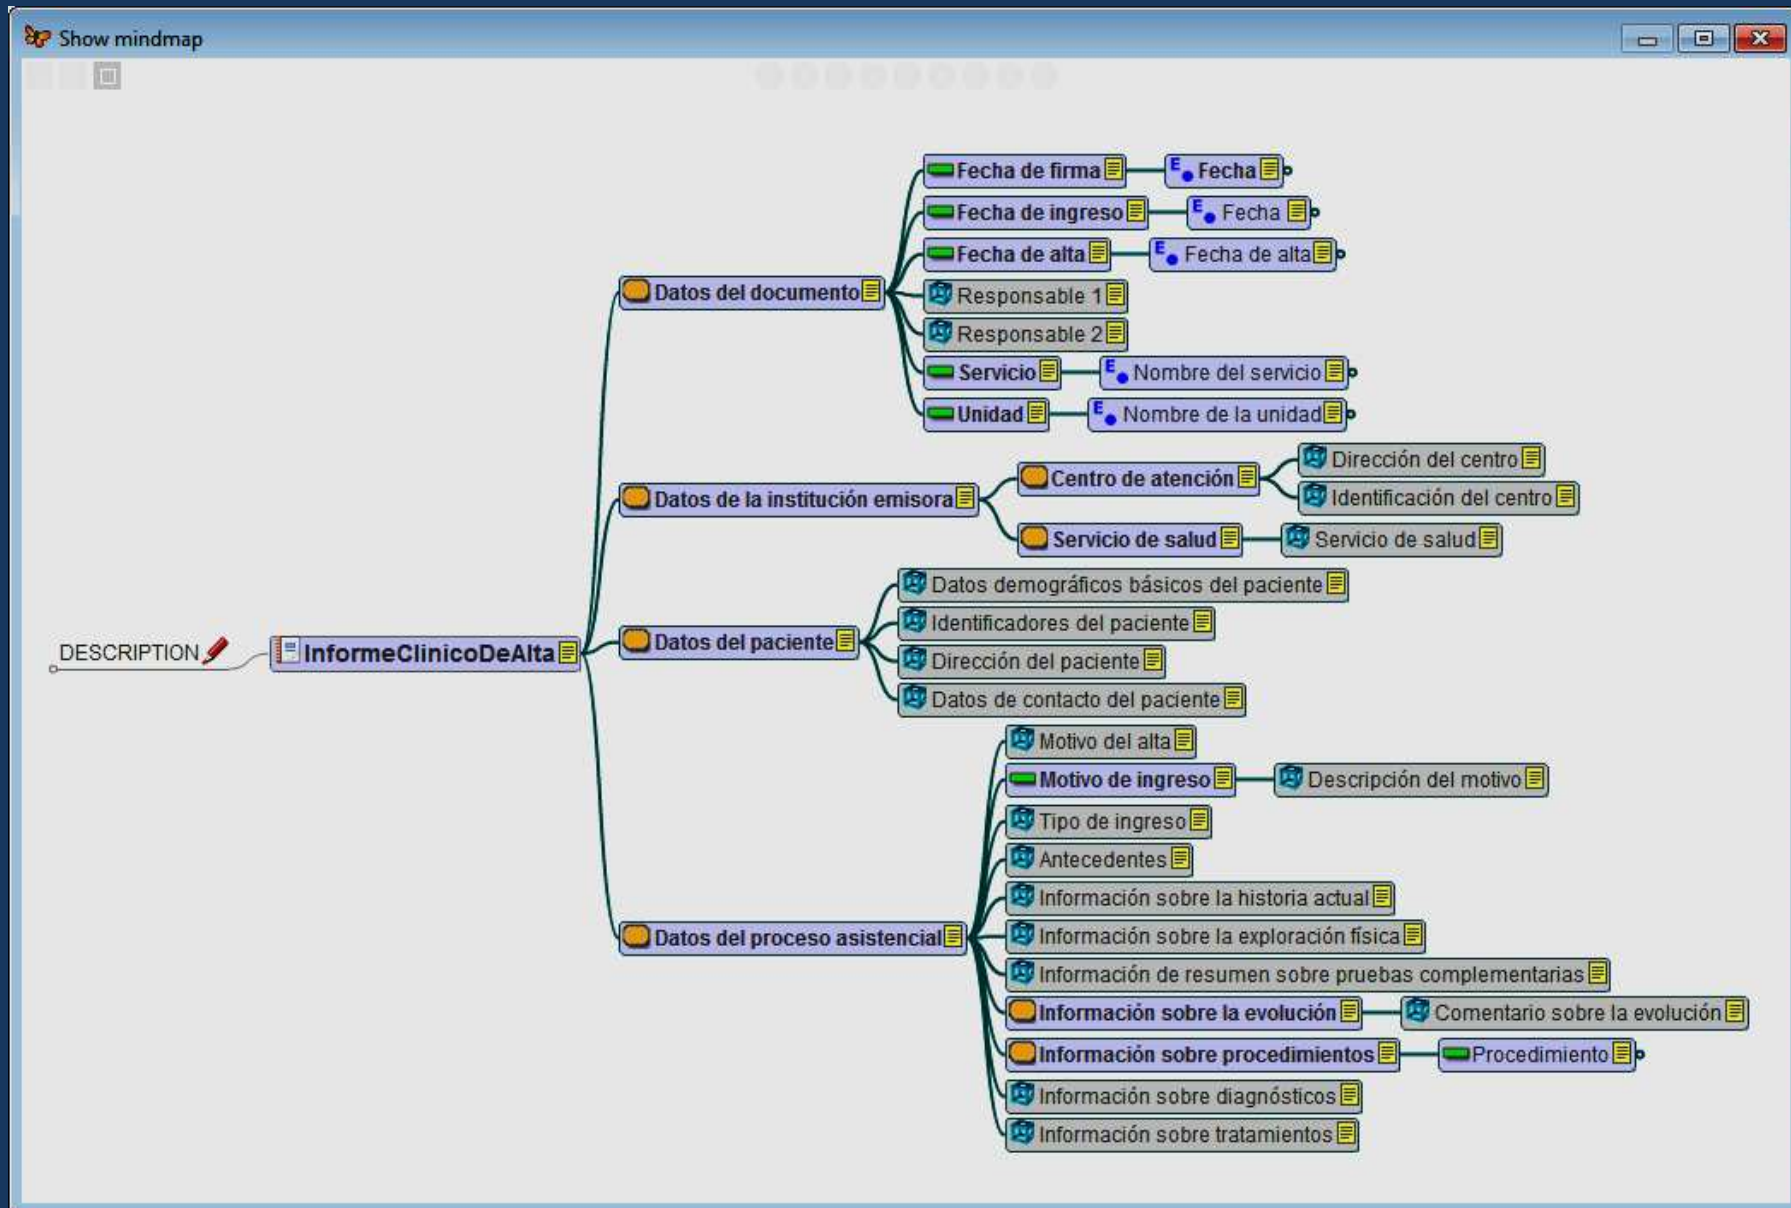 Show mindmap
DESCRIPTION
InformeClinicoDeAlta
Datos del documento
Fecha de firma
E Fecha
Fecha de ingreso
E Fecha
Fecha de alta
E Fecha de alta
Responsable 1
Responsable 2
Servicio
E Nombre del servicio
Unidad
E Nombre de la unidad
Datos de la institución emisora
Centro de atención
Dirección del centro
Identificación del centro
Servicio de salud
Servicio de salud
Datos del paciente
Datos demográficos básicos del paciente
Identificadores del paciente
Dirección del paciente
Datos de contacto del paciente
Datos del proceso asistencial
Motivo del alta
Motivo de ingreso
Descripción del motivo
Tipo de ingreso
Antecedentes
Información sobre la historia actual
Información sobre la exploración física
Información de resumen sobre pruebas complementarias
Información sobre la evolución
Comentario sobre la evolución
Información sobre procedimientos
Procedimiento
Información sobre diagnósticos
Información sobre tratamientos